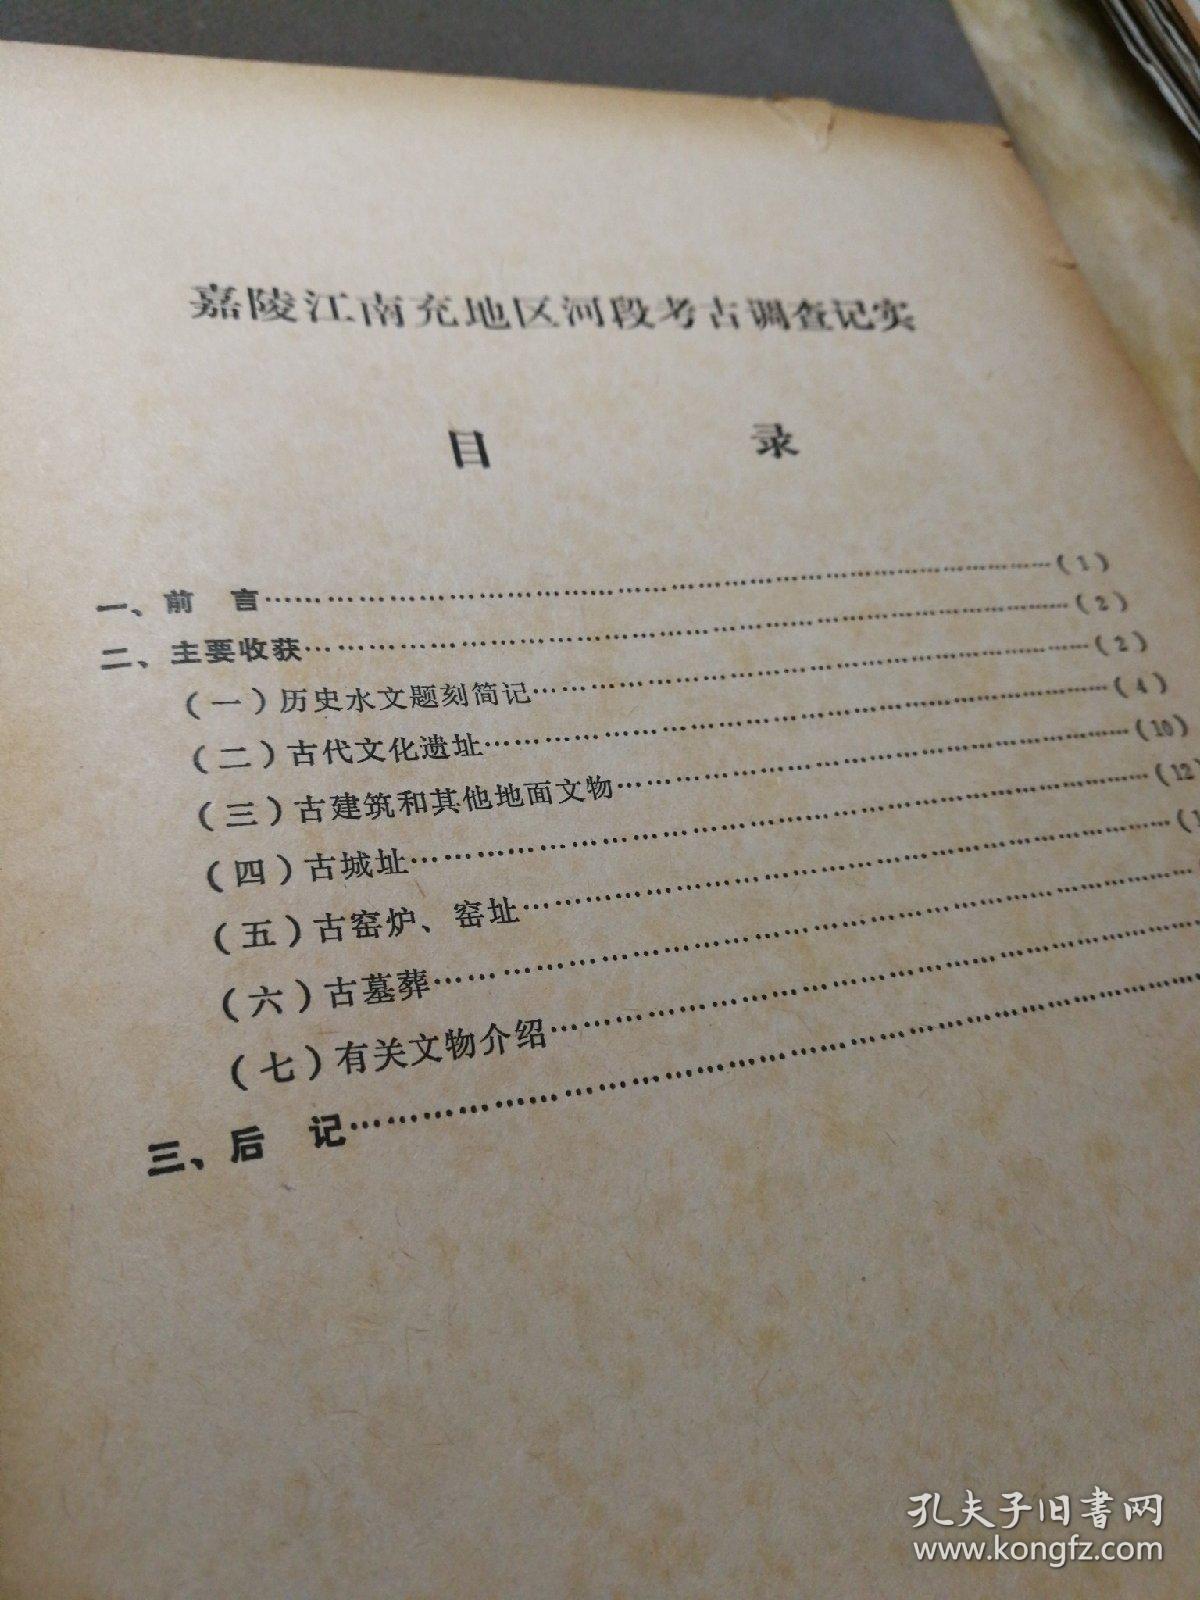 嘉陵江南充地区河段考古调查记实
目 录
一、前 言……………………………………(1)
二、主要收获……………………………………(2)
(一)历史水文题刻简记……………………………………(2)
(二)古代文化遗址……………………………………(4)
(三)古建筑和其他地面文物……………………………………(10)
(四)古城址……………………………………(12)
(五)古窑炉、窑址……………………………………(1
(六)古墓葬……………………………………
(七)有关文物介绍……………………………………
三、后 记……………………………………
孔夫子旧书网
www.kongfz.com